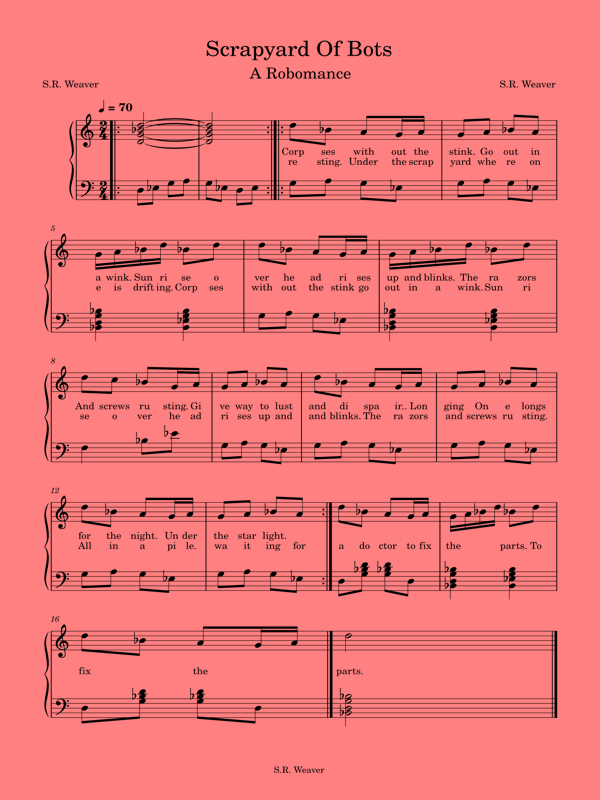 Scrapyard Of Bots
A Robomance
S.R. Weaver S.R. Weaver
♩ = 70
2/4
2/4
Corp ses with out the stink. Go out in
re sting. Under the scrap yard whe re on
5
a wink. Sun ri se o ver he ad ri ses up and blinks. The ra zors
e is drifting. Corp ses with out the stink go out in a wink. Sun ri
8
And screws ru sting. Gi ve way to lust and di spa ir.. Lon ging On e longs
se o ver he ad ri ses up and and blinks. The ra zors and screws ru sting.
12
for the night. Un der the star light.
All in a pi le. wa it ing for a do ctor to fix the parts. To
16
fix the parts.
S.R. Weaver